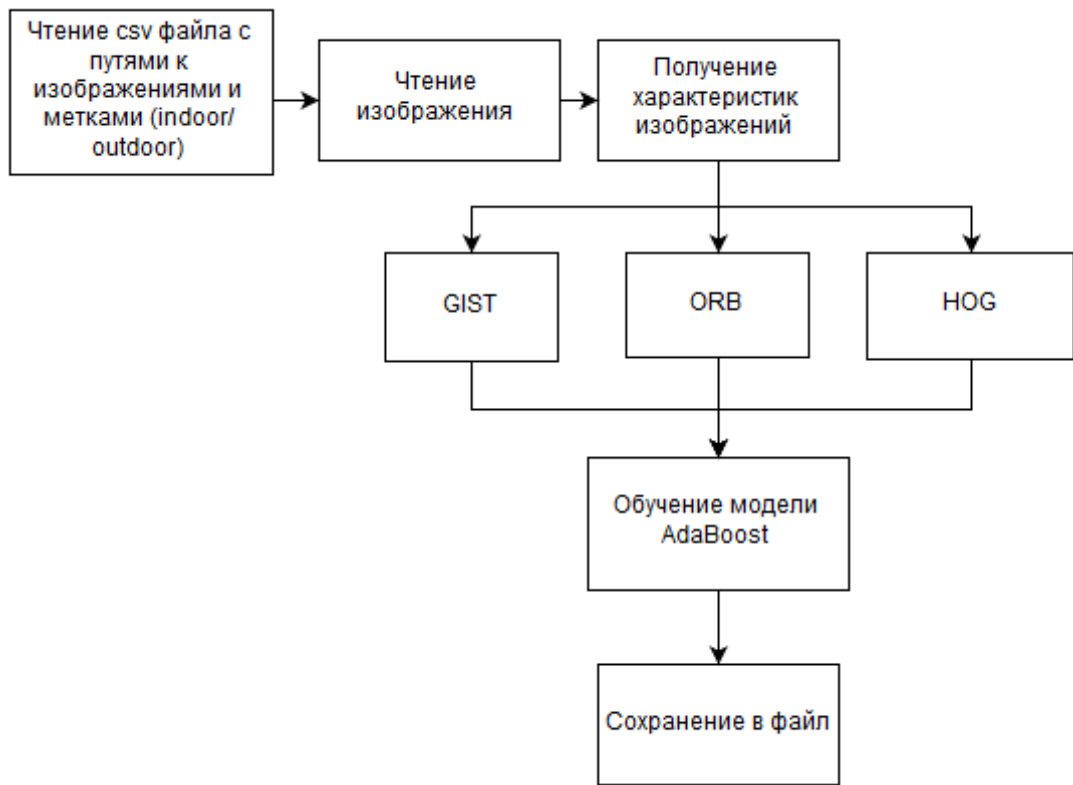 Чтение csv файла с
путями к
изображениями и
метками (indoor/
outdoor)
Чтение
изображения
Получение
характеристик
изображений
GIST
ORB
HOG
Обучение модели
AdaBoost
Сохранение в файл